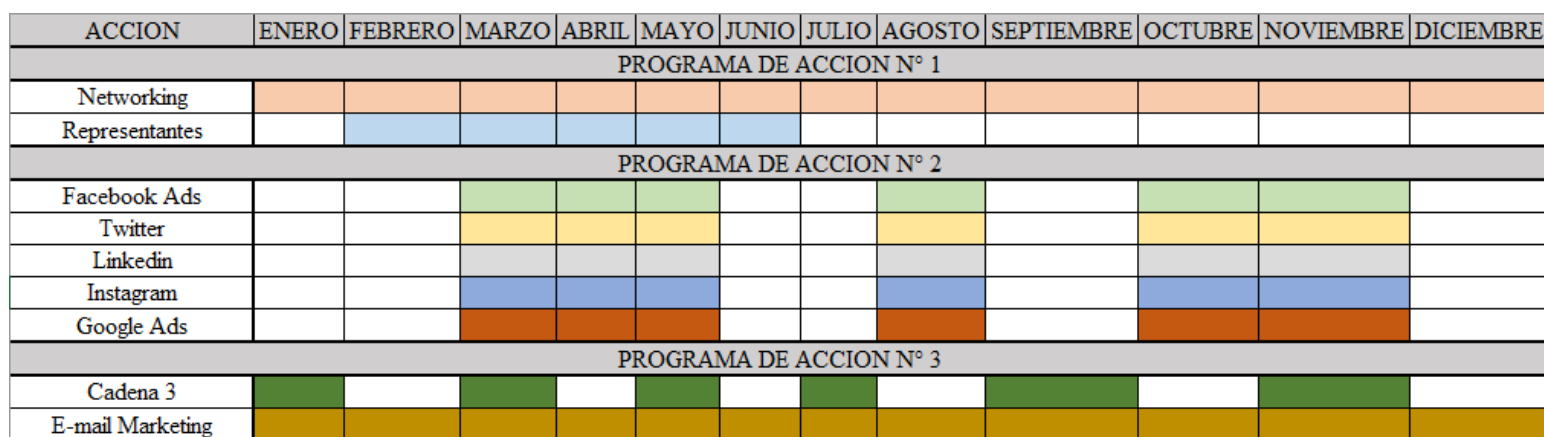 ACCION ENERO FEBRERO MARZO ABRIL MAYO JUNIO JULIO AGOSTO SEPTIEMBRE OCTUBRE NOVIEMBRE DICIEMBRE
PROGRAMA DE ACCION N° 1
Networking
Representantes
PROGRAMA DE ACCION N° 2
Facebook Ads
Twitter
Linkedin
Instagram
Google Ads
PROGRAMA DE ACCION N° 3
Cadena 3
E-mail Marketing